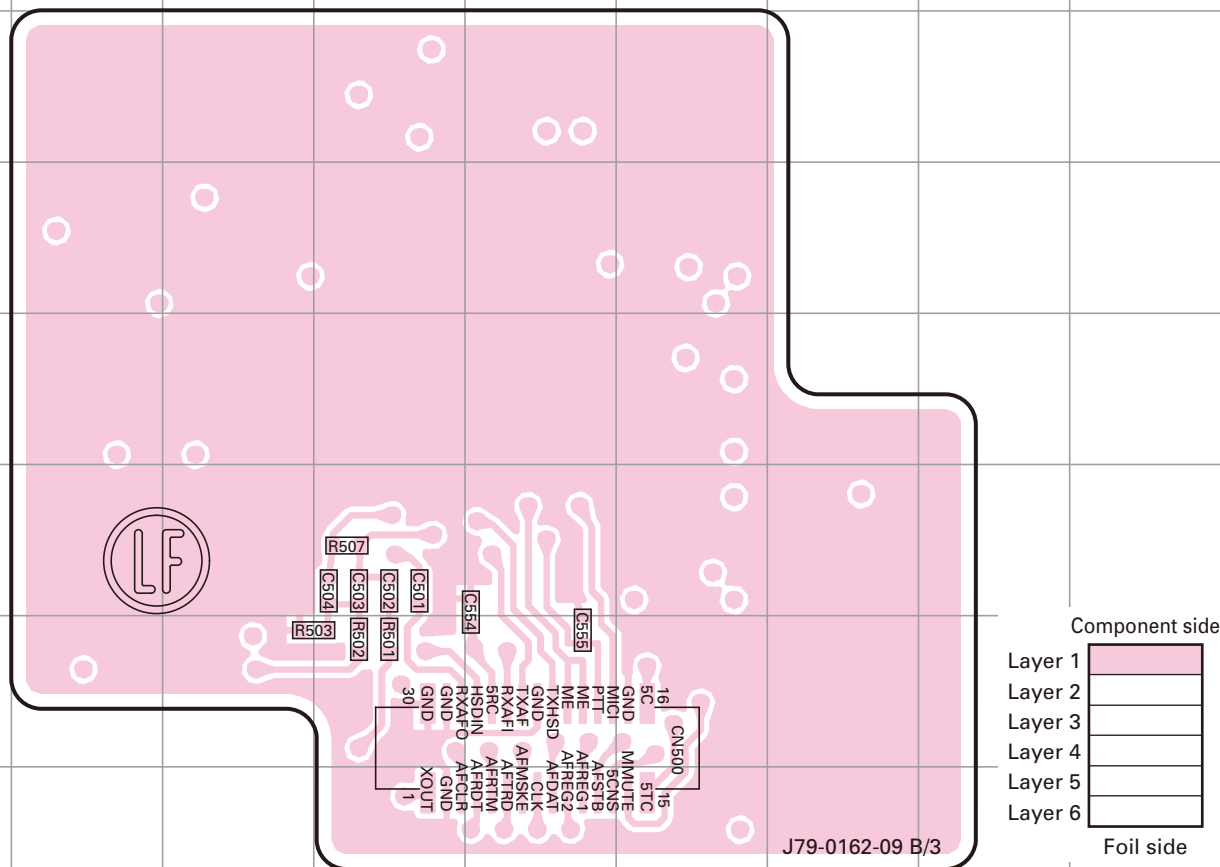 LF
R507
C504
C503
C502
C501
C554
C555
R503
R502
R501
30
GND
GND
RXAFO
HSDIN
5RC
RXAFI
TXAF
GND
TXHSD
ME
ME
PTT
MICI
GND
5C
16
CN500
1
XOUT
GND
AFCLR
AFRDT
AFRTM
AFTRD
AFMSKE
CLK
AFDAT
AFREG2
AFREG1
AFSTB
5CNS
MMUTE
5TC
15
J79-0162-09 B/3
Component side
Layer 1
Layer 2
Layer 3
Layer 4
Layer 5
Layer 6
Foil side